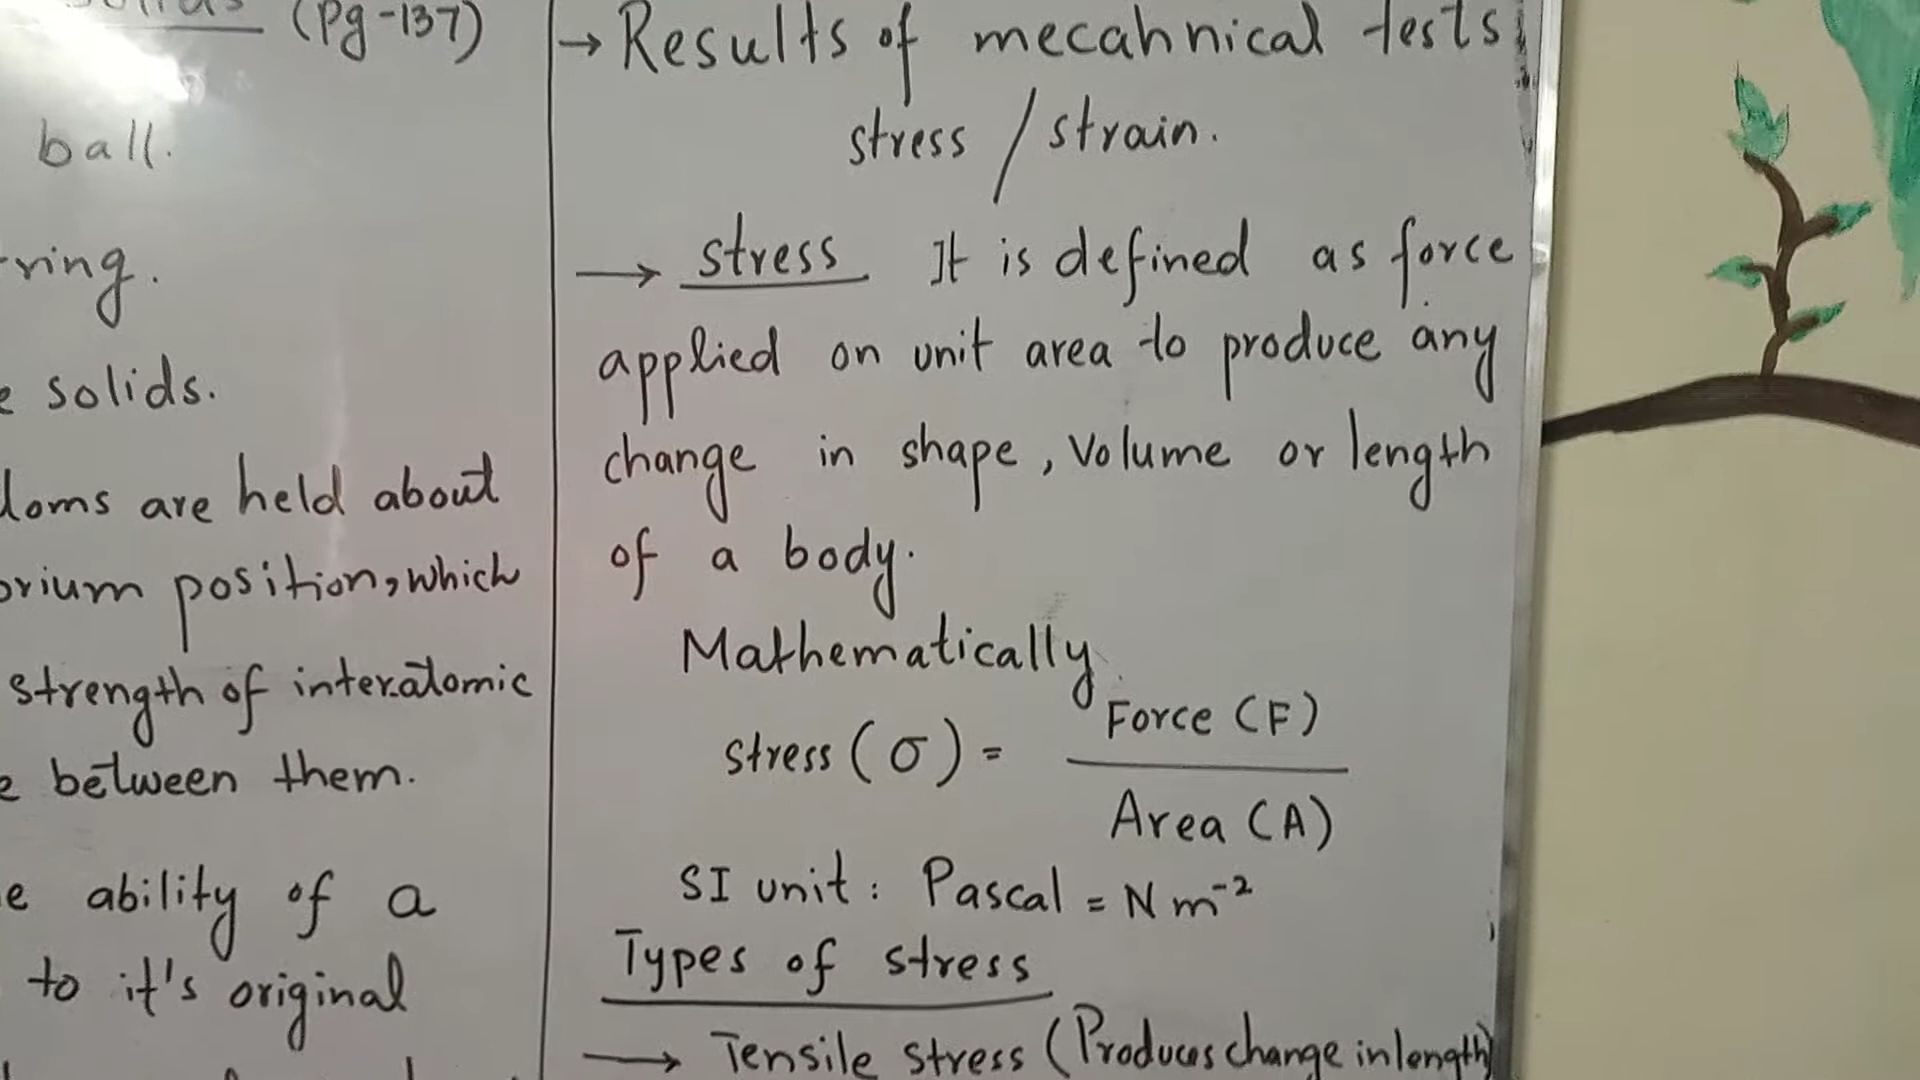 (Pg-137)
ball.
ring.
solids.
are held about
position, which
strength of interatomic
between them.
ability of a
to it's original
→ Results of mecahnical tests
stress / strain.
→ stress It is defined as force
applied on unit area to produce any
change in shape, Volume or length
of a body.
Mathematically
stress (σ) = Force (F)
Area (A)
SI unit : Pascal = N m⁻²
Types of stress
→ Tensile stress (Produces change in length)